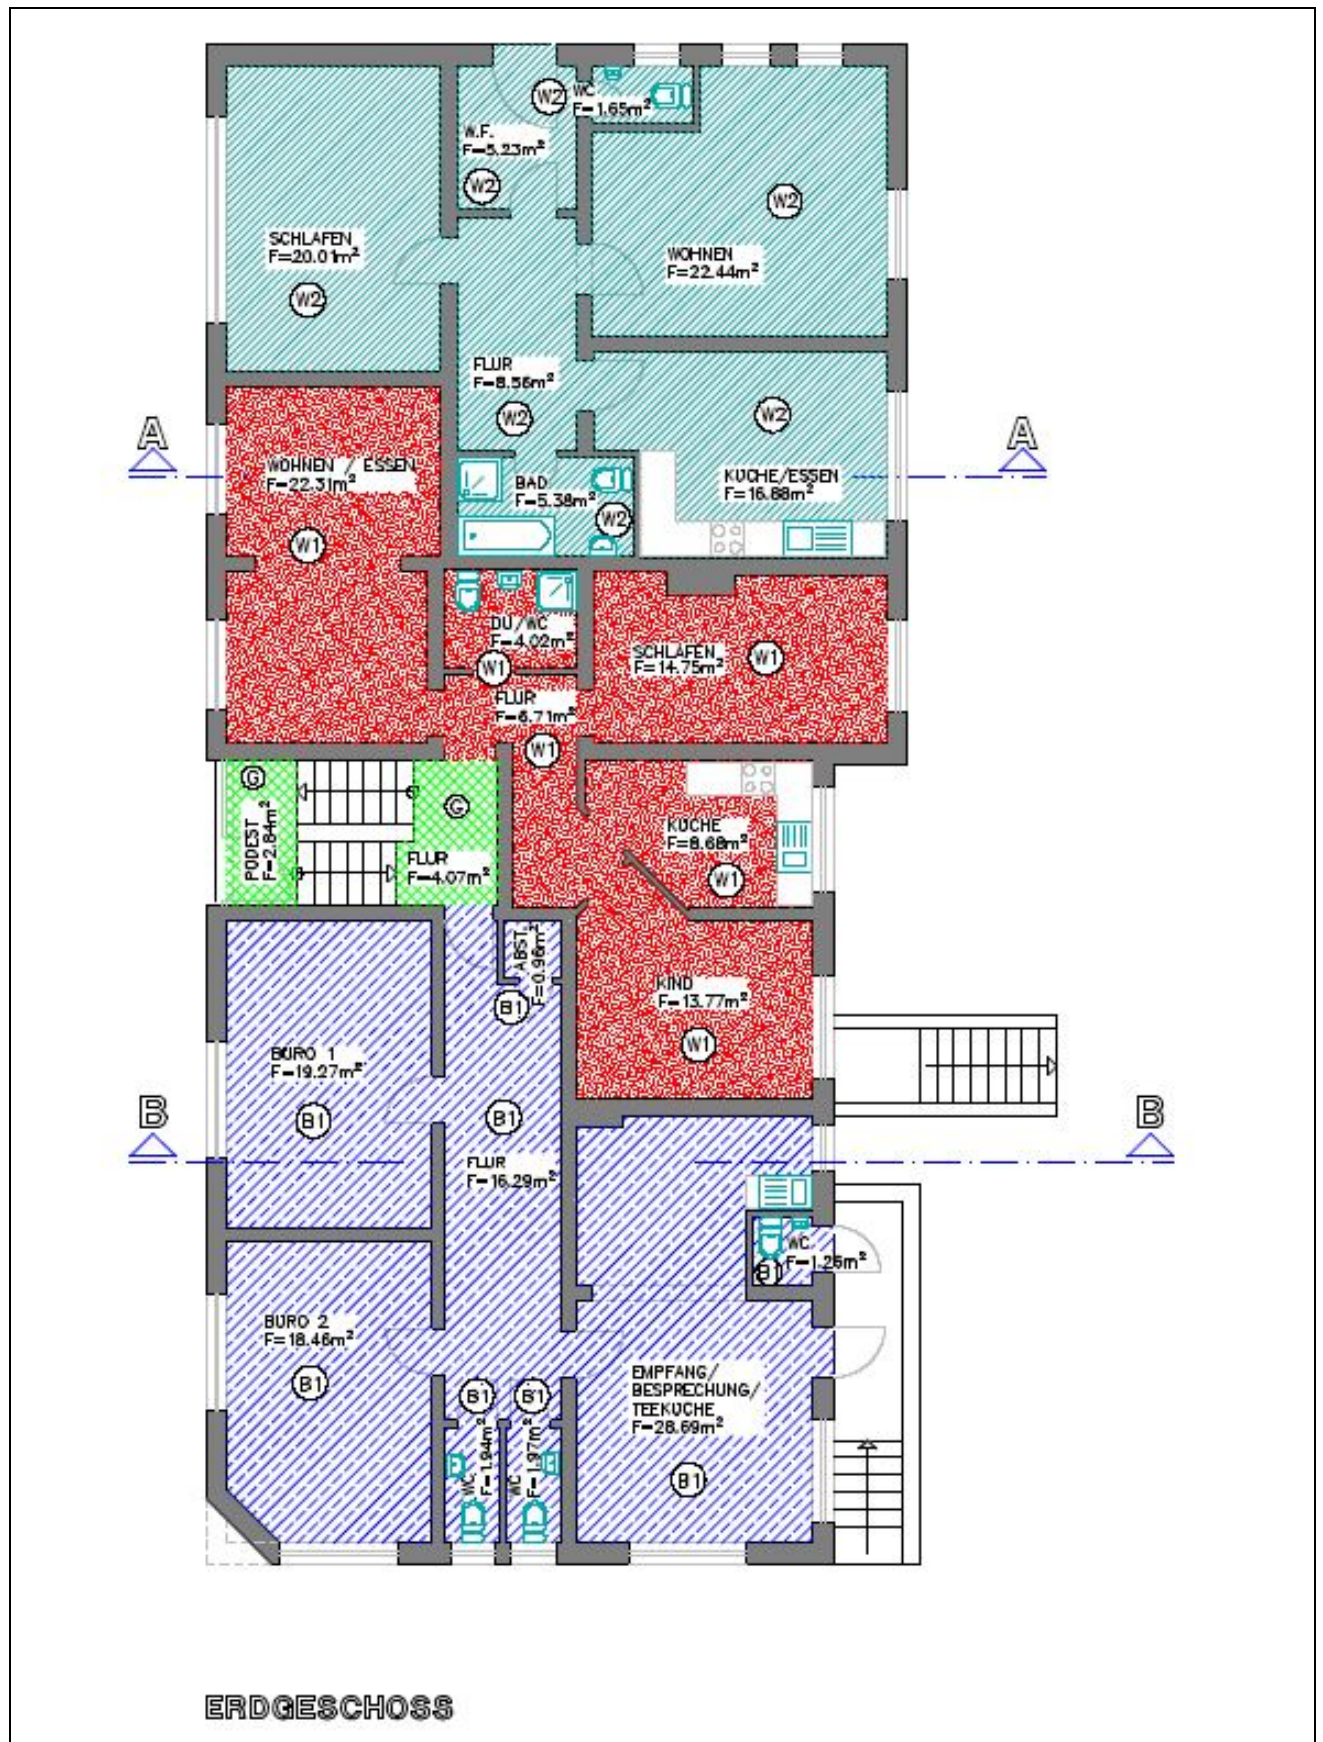 WC
F=1.65m²
W2
W.F.
F=5.23m²
W2
W2
SCHLAFEN
F=20.01m²
W2
WOHNEN
F=22.44m²
FLUR
F=8.56m²
W2
W2
A
A
WOHNEN / ESSEN
F=22.31m²
KÜCHE/ESSEN
F=16.88m²
BAD
F=5.38m²
W2
W1
DU/WC
F=4.02m²
W1
SCHLAFEN
F=14.75m²
W1
FLUR
F=6.71m²
W1
G
PODEST
F=2.84m²
G
FLUR
F=4.07m²
KÜCHE
F=8.68m²
W1
ABST.
F=0.96m²
B1
KIND
F=13.77m²
W1
BÜRO 1
F=19.27m²
B1
B1
B
B
FLUR
F=16.29m²
WC
F=1.26m²
B1
BÜRO 2
F=18.46m²
B1
B1
B1
EMPFANG/
BESPRECHUNG/
TEEKÜCHE
F=28.69m²
WC
F=1.94m²
WC
F=1.97m²
B1
ERDGESCHOSS